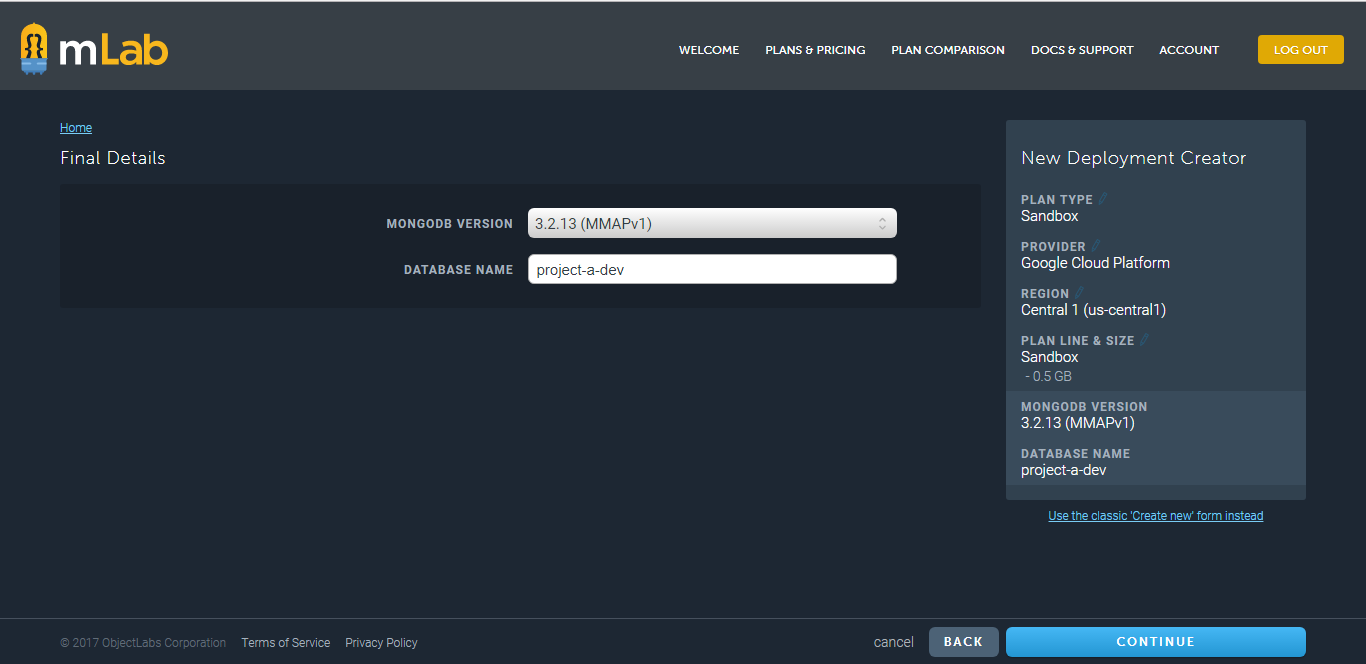 mLab
WELCOME PLANS & PRICING PLAN COMPARISON DOCS & SUPPORT ACCOUNT LOG OUT
Home
Final Details
MONGODB VERSION 3.2.13 (MMAPv1)
DATABASE NAME project-a-dev
New Deployment Creator
PLAN TYPE
Sandbox
PROVIDER
Google Cloud Platform
REGION
Central 1 (us-central1)
PLAN LINE & SIZE
Sandbox
- 0.5 GB
MONGODB VERSION
3.2.13 (MMAPv1)
DATABASE NAME
project-a-dev
Use the classic 'Create new' form instead
© 2017 ObjectLabs Corporation Terms of Service Privacy Policy cancel BACK CONTINUE